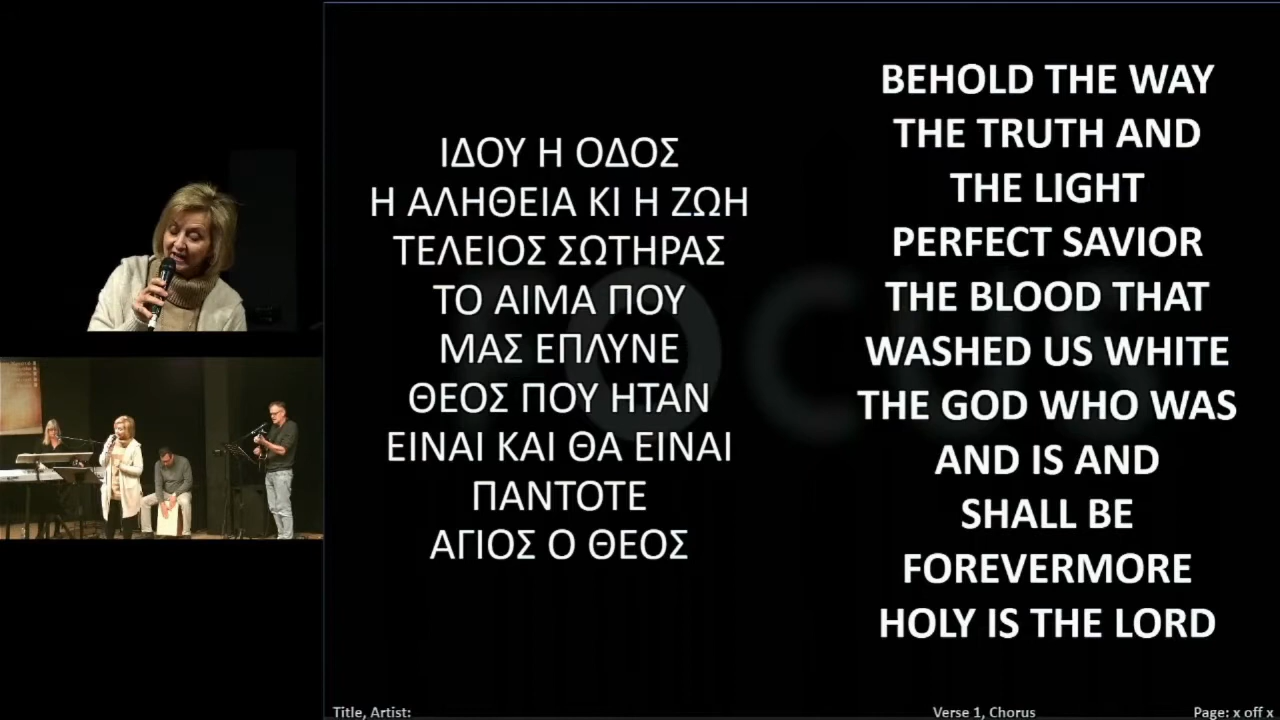 ΙΔΟΥ Η ΟΔΟΣ
Η ΑΛΗΘΕΙΑ ΚΙ Η ΖΩΗ
ΤΕΛΕΙΟΣ ΣΩΤΗΡΑΣ
ΤΟ ΑΙΜΑ ΠΟΥ
ΜΑΣ ΕΠΛΥΝΕ
ΘΕΟΣ ΠΟΥ ΗΤΑΝ
ΕΙΝΑΙ ΚΑΙ ΘΑ ΕΙΝΑΙ
ΠΑΝΤΟΤΕ
ΑΓΙΟΣ Ο ΘΕΟΣ
BEHOLD THE WAY
THE TRUTH AND
THE LIGHT
PERFECT SAVIOR
THE BLOOD THAT
WASHED US WHITE
THE GOD WHO WAS
AND IS AND
SHALL BE
FOREVERMORE
HOLY IS THE LORD
Title, Artist:
Verse 1, Chorus
Page: x off x